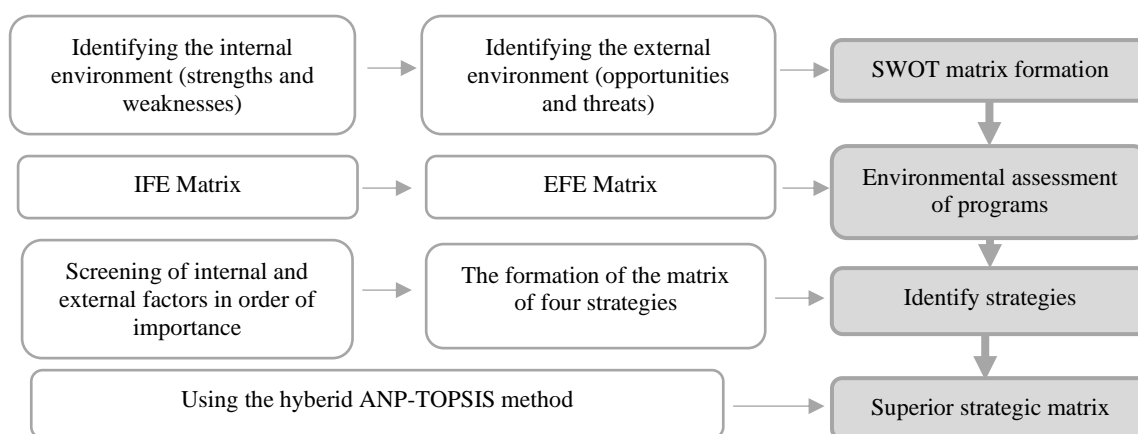 Identifying the internal
environment (strengths and
weaknesses)
Identifying the external
environment (opportunities
and threats)
SWOT matrix formation
IFE Matrix
EFE Matrix
Environmental assessment
of programs
Screening of internal and
external factors in order of
importance
The formation of the matrix
of four strategies
Identify strategies
Using the hyberid ANP-TOPSIS method
Superior strategic matrix